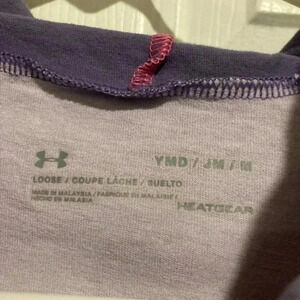 YMD / JM / M
LOOSE / COUPE LÂCHE / SUELTO
MADE IN MALAYSIA / FABRIQUÉ EN MALAISIE /
HECHO EN MALASIA
HEATGEAR